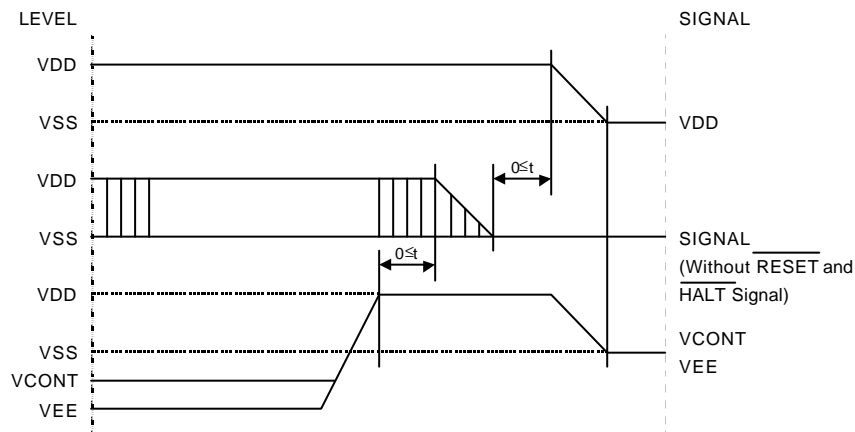 LEVEL
SIGNAL
VDD
VSS
VDD
VDD
0≤t
VSS
SIGNAL
(Without RESET and
HALT Signal)
0≤t
VDD
VSS
VCONT
VEE
VCONT
VEE